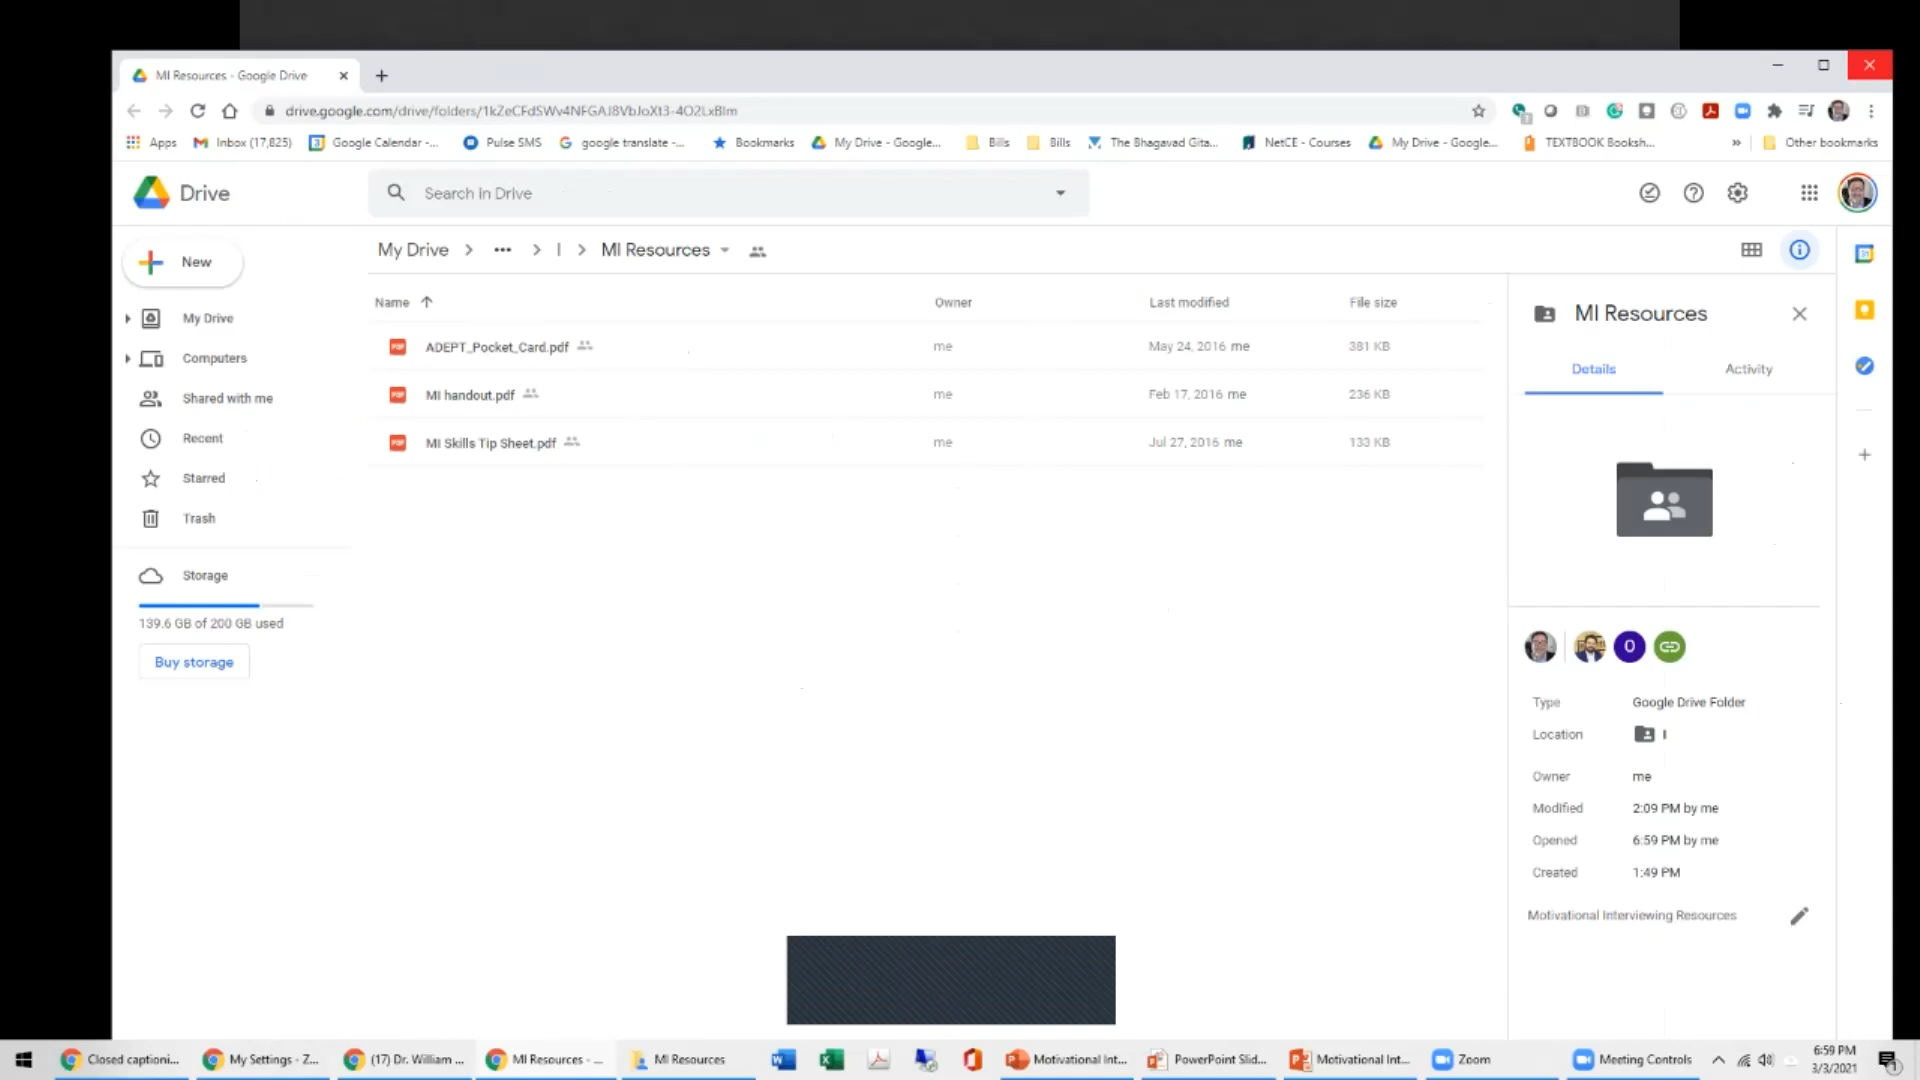 MI Resources - Google Drive
drive.google.com/drive/folders/1kZeCFdSWv4NFGAJ8VbJoXt3-4O2LxBIm
Apps Inbox (17,825) Google Calendar -... Pulse SMS google translate -... Bookmarks My Drive - Google... Bills Bills The Bhagavad Gita... NetCE - Courses My Drive - Google... TEXTBOOK Booksh... » Other bookmarks
Drive
Search in Drive
New
My Drive > ••• > I > MI Resources
Name Owner Last modified File size
ADEPT_Pocket_Card.pdf me May 24, 2016 me 381 KB
MI handout.pdf me Feb 17, 2016 me 236 KB
MI Skills Tip Sheet.pdf me Jul 27, 2016 me 133 KB
My Drive
Computers
Shared with me
Recent
Starred
Trash
Storage
139.6 GB of 200 GB used
Buy storage
MI Resources
Details Activity
O
Type Google Drive Folder
Location I
Owner me
Modified 2:09 PM by me
Opened 6:59 PM by me
Created 1:49 PM
Motivational Interviewing Resources
Closed captioni... My Settings - Z... (17) Dr. William ... MI Resources - ... MI Resources Motivational Int... PowerPoint Slid... Motivational Int... Zoom Meeting Controls
6:59 PM
3/3/2021